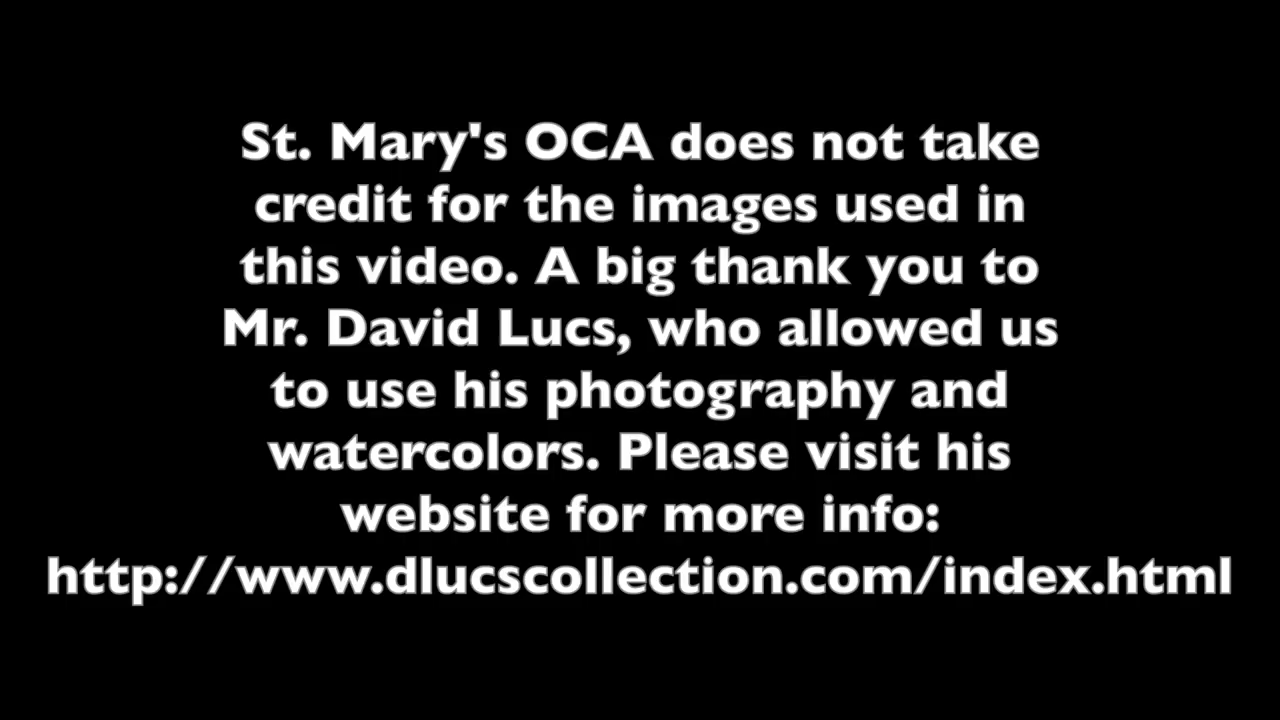 St. Mary's OCA does not take
credit for the images used in
this video. A big thank you to
Mr. David Lucs, who allowed us
to use his photography and
watercolors. Please visit his
website for more info:
http://www.dlucscollection.com/index.html